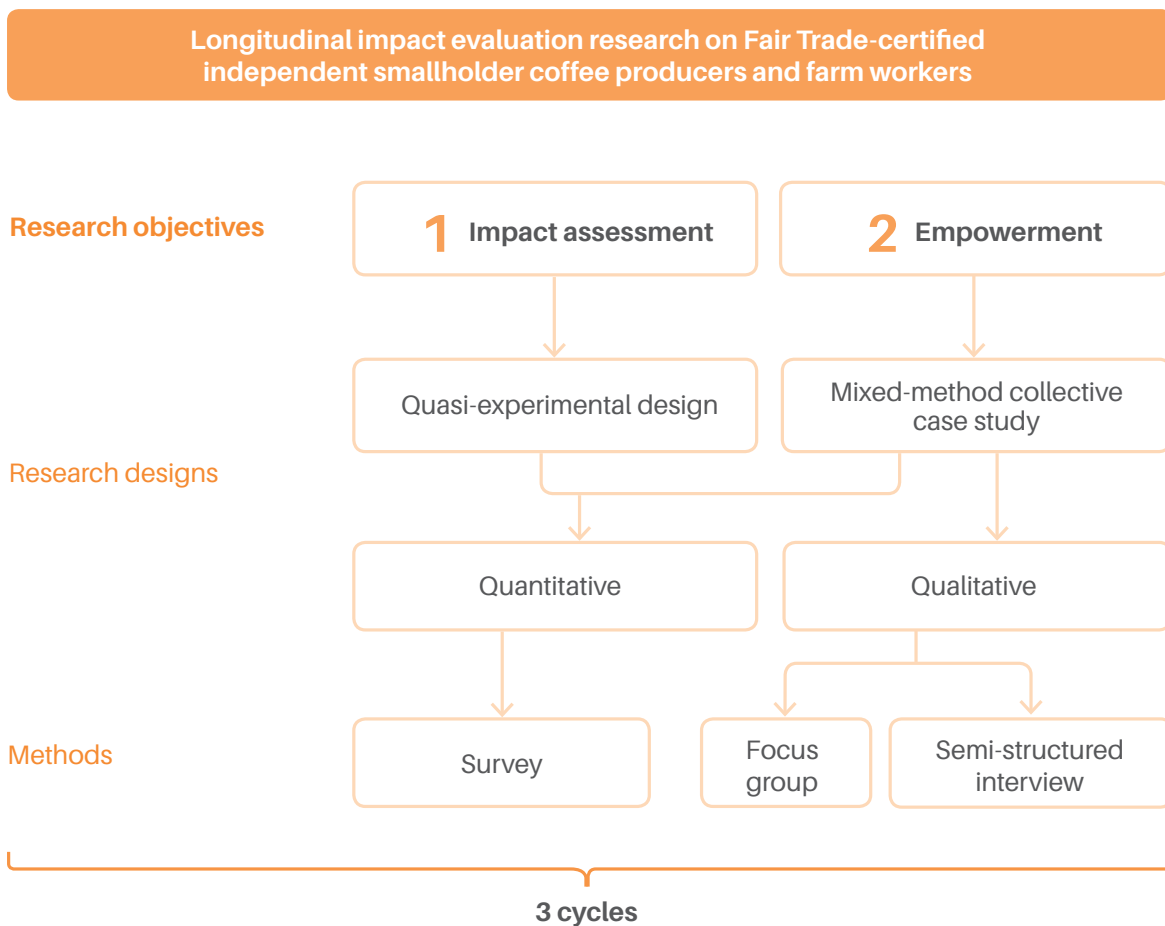 Longitudinal impact evaluation research on Fair Trade-certified
independent smallholder coffee producers and farm workers
Research objectives
1 Impact assessment
2 Empowerment
Quasi-experimental design
Mixed-method collective
case study
Research designs
Quantitative
Qualitative
Methods
Survey
Focus
group
Semi-structured
interview
3 cycles